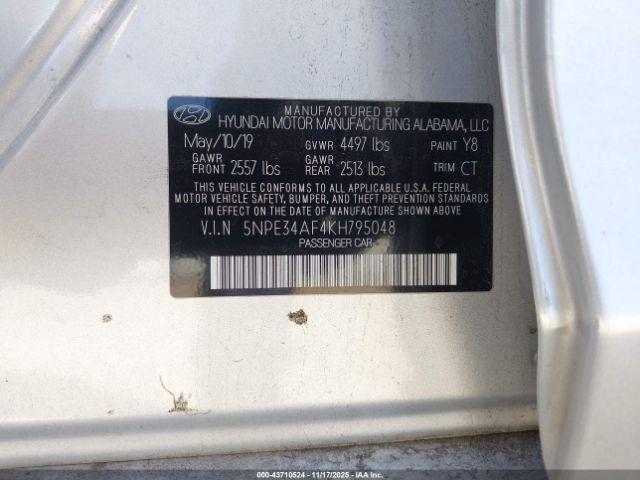 MANUFACTURED BY
HYUNDAI MOTOR MANUFACTURING ALABAMA, LLC
May/10/19 GVWR 4497 lbs PAINT Y8
GAWR FRONT 2557 lbs GAWR REAR 2513 lbs TRIM CT
THIS VEHICLE CONFORMS TO ALL APPLICABLE U.S.A. FEDERAL
MOTOR VEHICLE SAFETY, BUMPER, AND THEFT PREVENTION STANDARDS
IN EFFECT ON THE DATE OF MANUFACTURE SHOWN ABOVE.
V.I.N 5NPE34AF4KH795048
PASSENGER CAR
000-43710524 | 11/17/2025 | Copyright © IAA, LLC